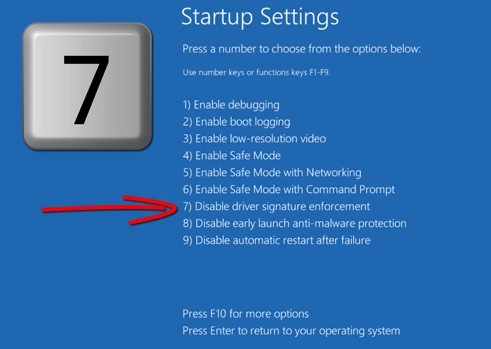 Startup Settings
Press a number to choose from the options below:
Use number keys or functions keys F1-F9.
7
1) Enable debugging
2) Enable boot logging
3) Enable low-resolution video
4) Enable Safe Mode
5) Enable Safe Mode with Networking
6) Enable Safe Mode with Command Prompt
7) Disable driver signature enforcement
8) Disable early launch anti-malware protection
9) Disable automatic restart after failure
Press F10 for more options
Press Enter to return to your operating system